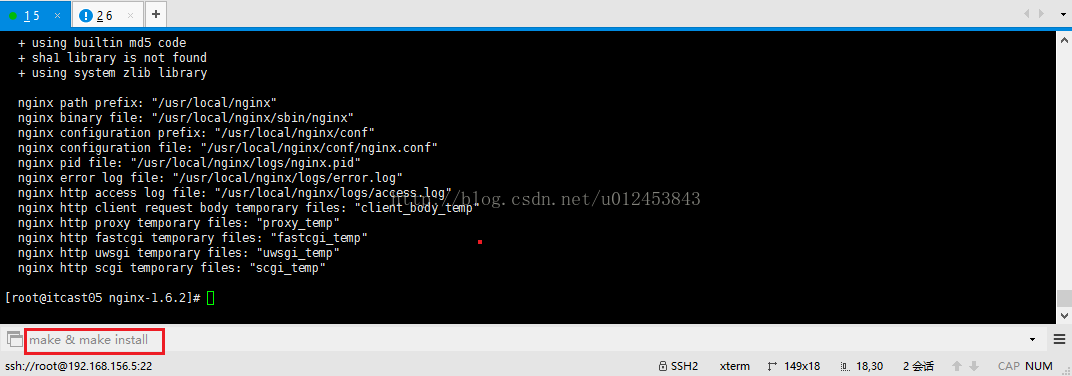 1 5 × 2 6 × +
+ using builtin md5 code
+ sha1 library is not found
+ using system zlib library
nginx path prefix: "/usr/local/nginx"
nginx binary file: "/usr/local/nginx/sbin/nginx"
nginx configuration prefix: "/usr/local/nginx/conf"
nginx configuration file: "/usr/local/nginx/conf/nginx.conf"
nginx pid file: "/usr/local/nginx/logs/nginx.pid"
nginx error log file: "/usr/local/nginx/logs/error.log"
nginx http access log file: "/usr/local/nginx/logs/access.log"
http://blog.csdn.net/u012453843
nginx http client request body temporary files: "client_body_temp"
nginx http proxy temporary files: "proxy_temp"
nginx http fastcgi temporary files: "fastcgi_temp"
nginx http uwsgi temporary files: "uwsgi_temp"
nginx http scgi temporary files: "scgi_temp"
[root@itcast05 nginx-1.6.2]#
make & make install
ssh://root@192.168.156.5:22 SSH2 xterm 149x18 18,30 2 会话 CAP NUM